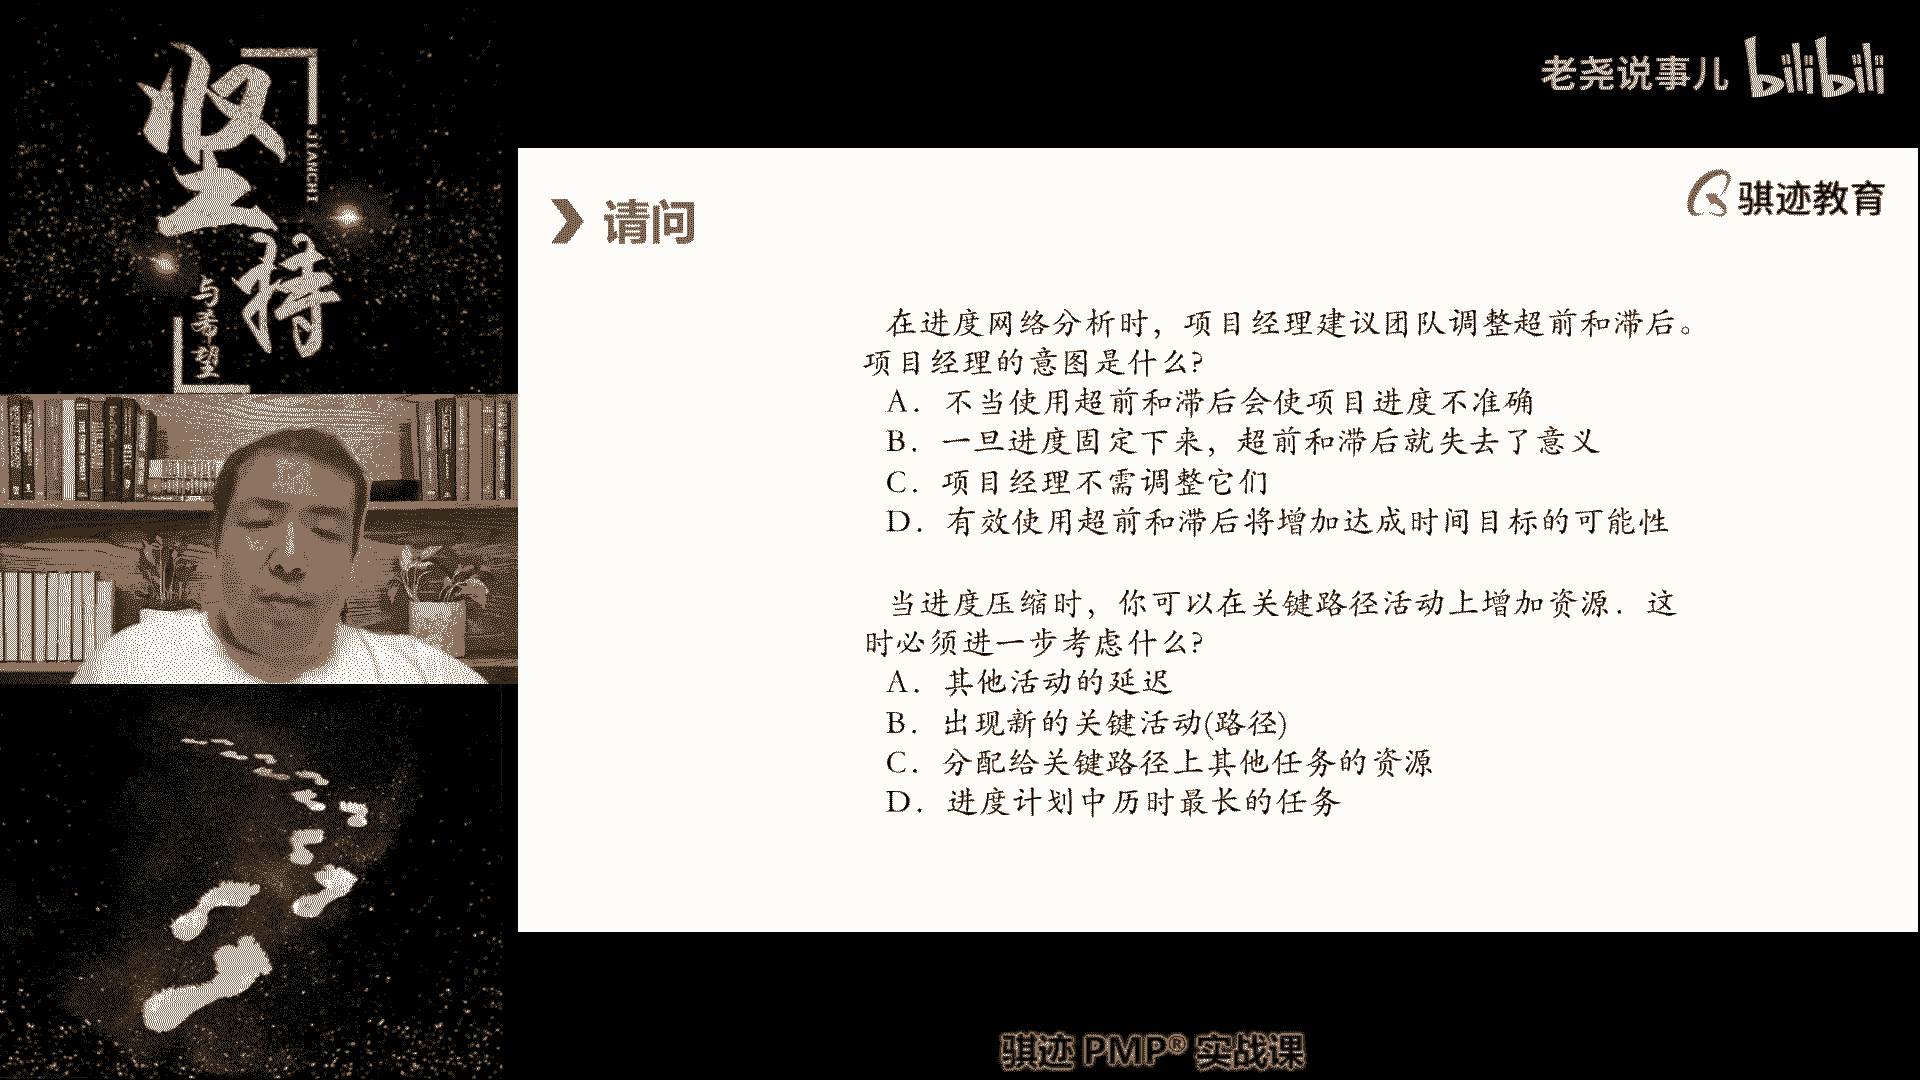 坚持
JIANCHI
与希望
老尧说事儿 bilibili
骐迹教育
请问
在进度网络分析时，项目经理建议团队调整超前和滞后。
项目经理的意图是什么?
A．不当使用超前和滞后会使项目进度不准确
B．一旦进度固定下来，超前和滞后就失去了意义
C．项目经理不需调整它们
D．有效使用超前和滞后将增加达成时间目标的可能性
当进度压缩时，你可以在关键路径活动上增加资源．这
时必须进一步考虑什么?
A．其他活动的延迟
B．出现新的关键活动(路径)
C．分配给关键路径上其他任务的资源
D．进度计划中历时最长的任务
骐迹 PMP® 实战课